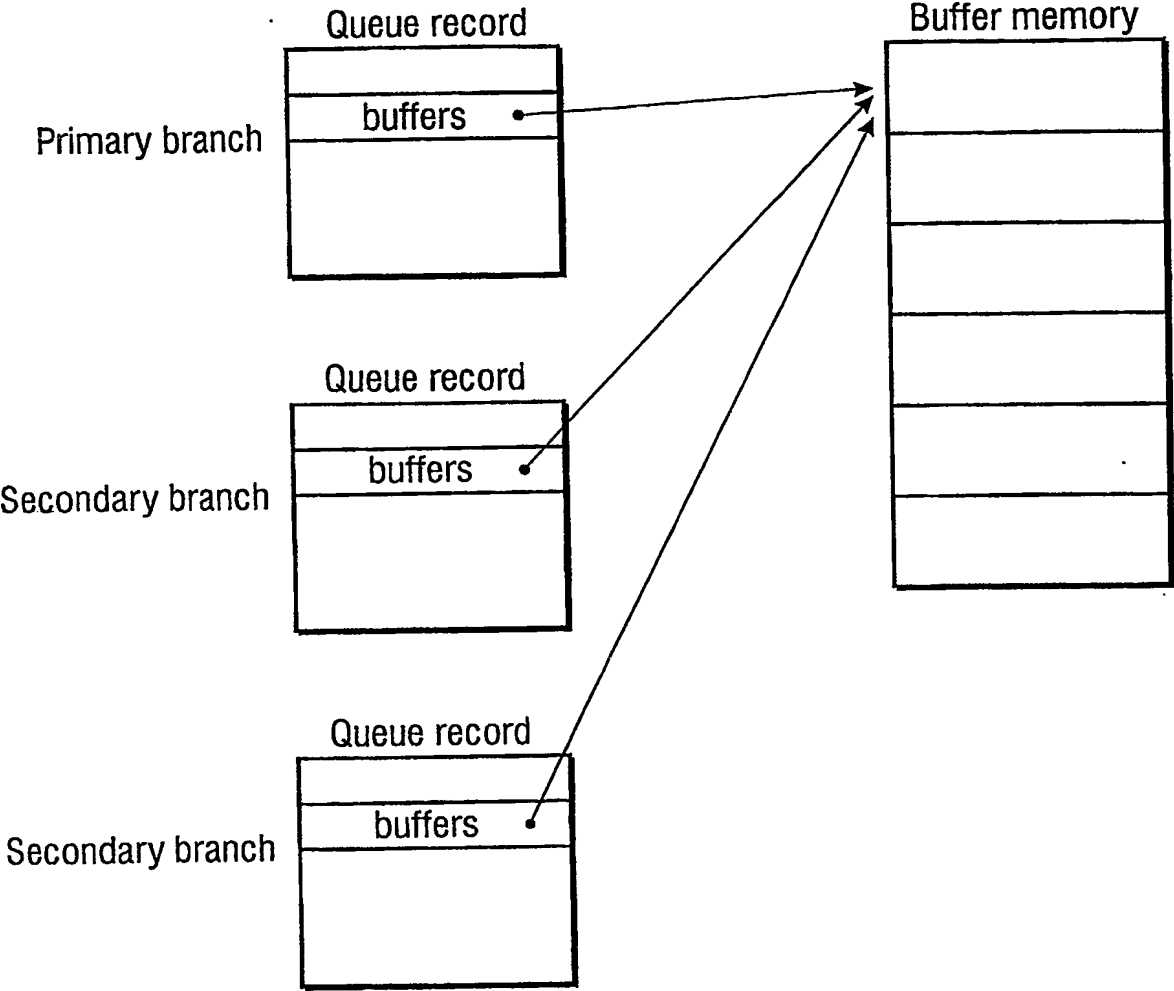 Queue record
Buffer memory
Primary branch
buffers
Queue record
Secondary branch
buffers
Queue record
Secondary branch
buffers